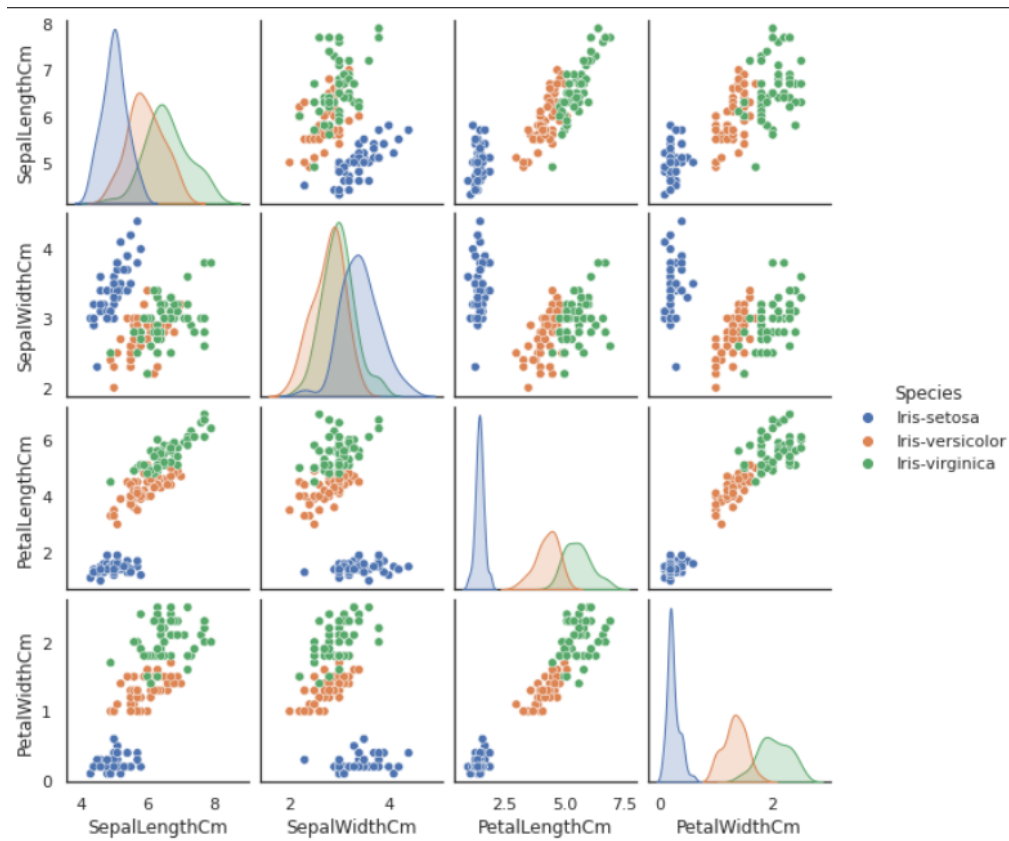 8
7
6
5
SepalLengthCm
4
3
2
SepalWidthCm
6
4
2
PetalLengthCm
2
1
0
PetalWidthCm
4 6 8
SepalLengthCm
2 4
SepalWidthCm
2.5 5.0 7.5
PetalLengthCm
0 2
PetalWidthCm
Species
Iris-setosa
Iris-versicolor
Iris-virginica